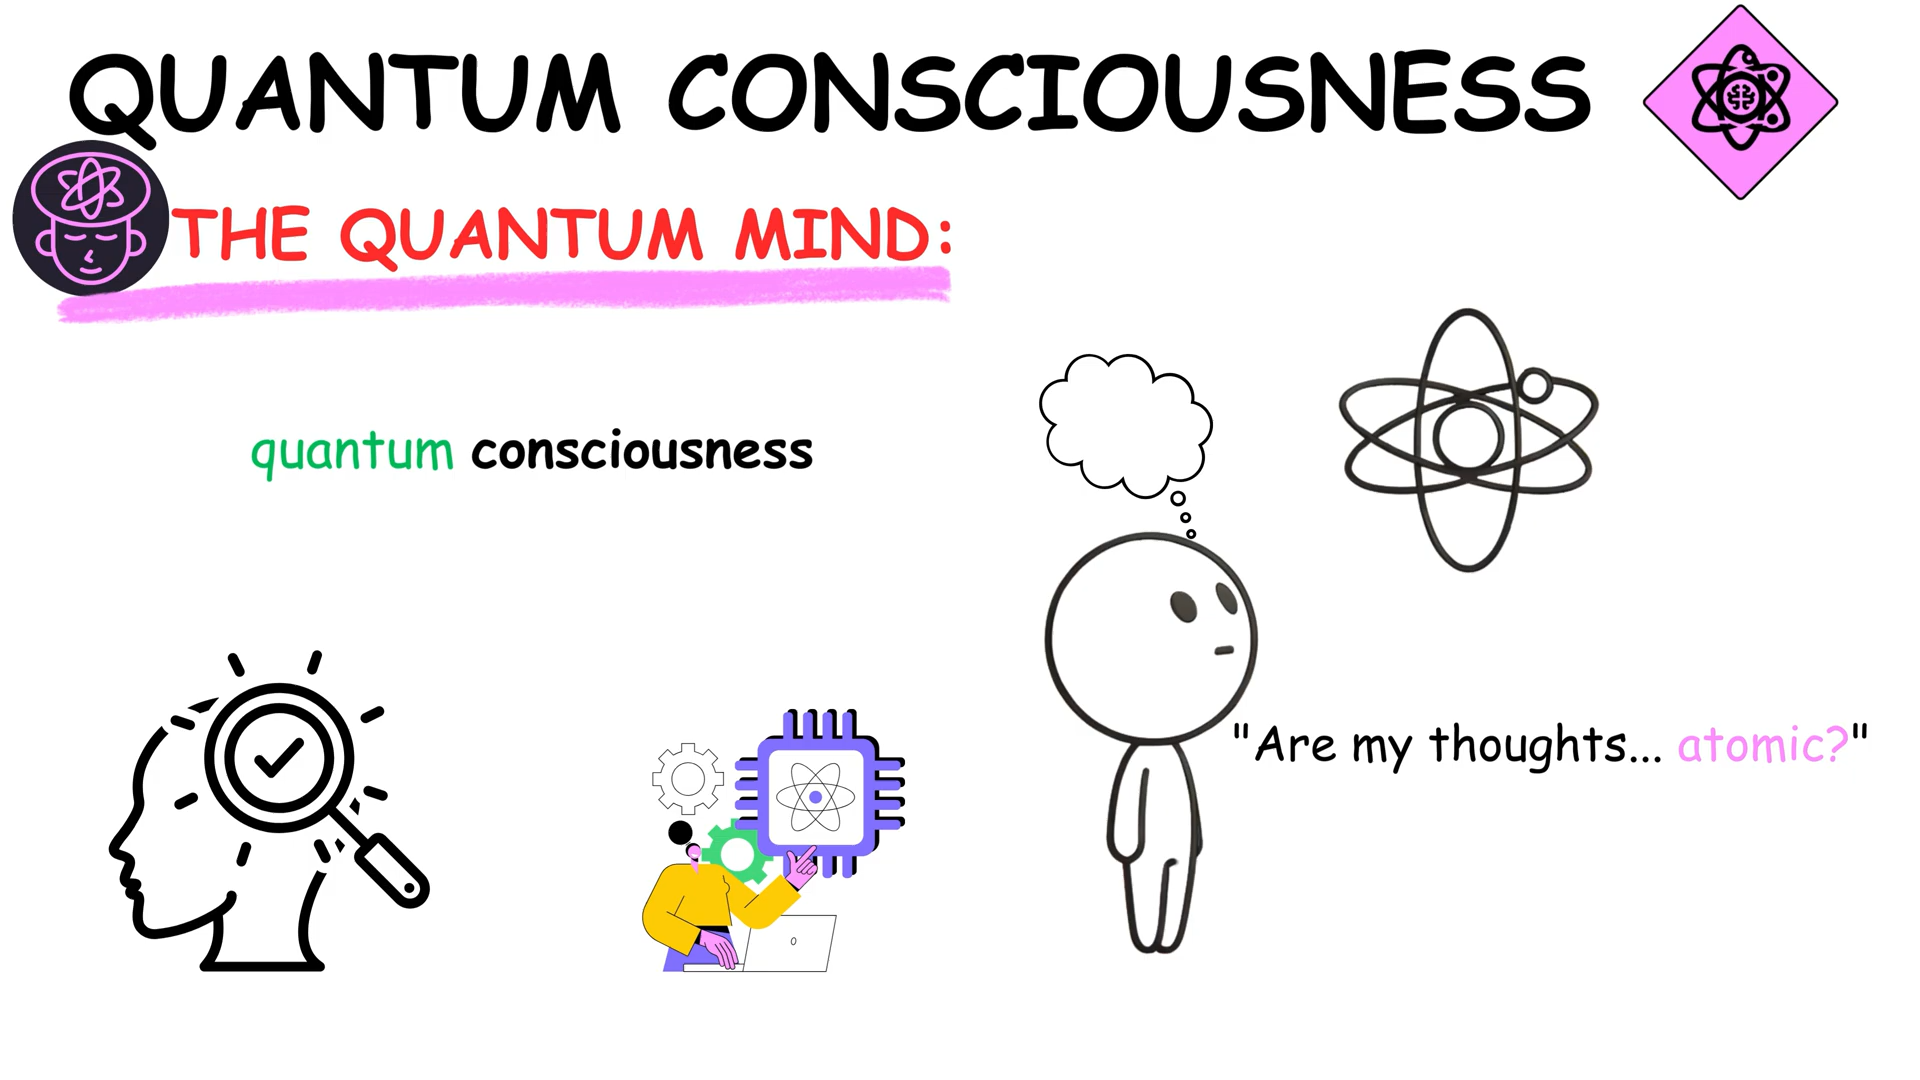 QUANTUM CONSCIOUSNESS
THE QUANTUM MIND:
quantum consciousness
"Are my thoughts... atomic?"